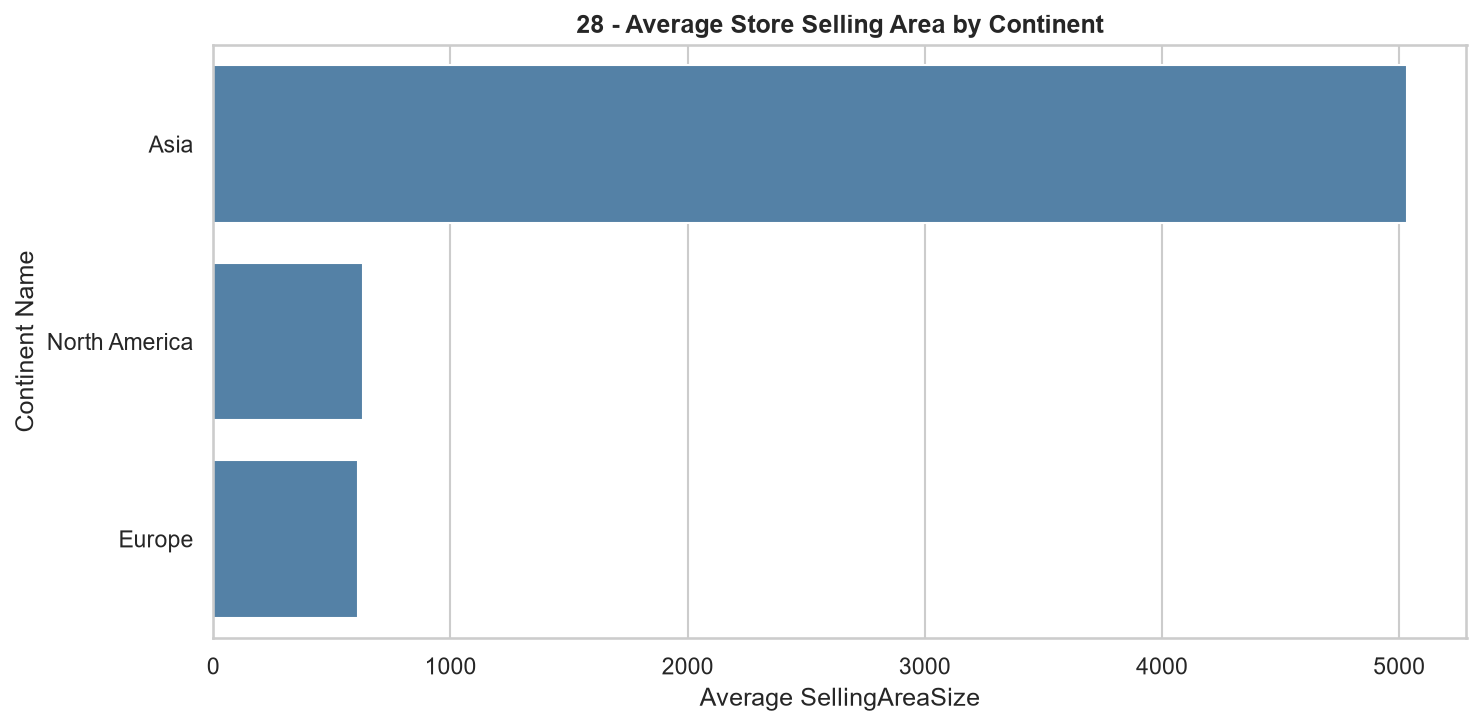 28 - Average Store Selling Area by Continent
Continent Name
Asia
North America
Europe
0 1000 2000 3000 4000 5000
Average SellingAreaSize